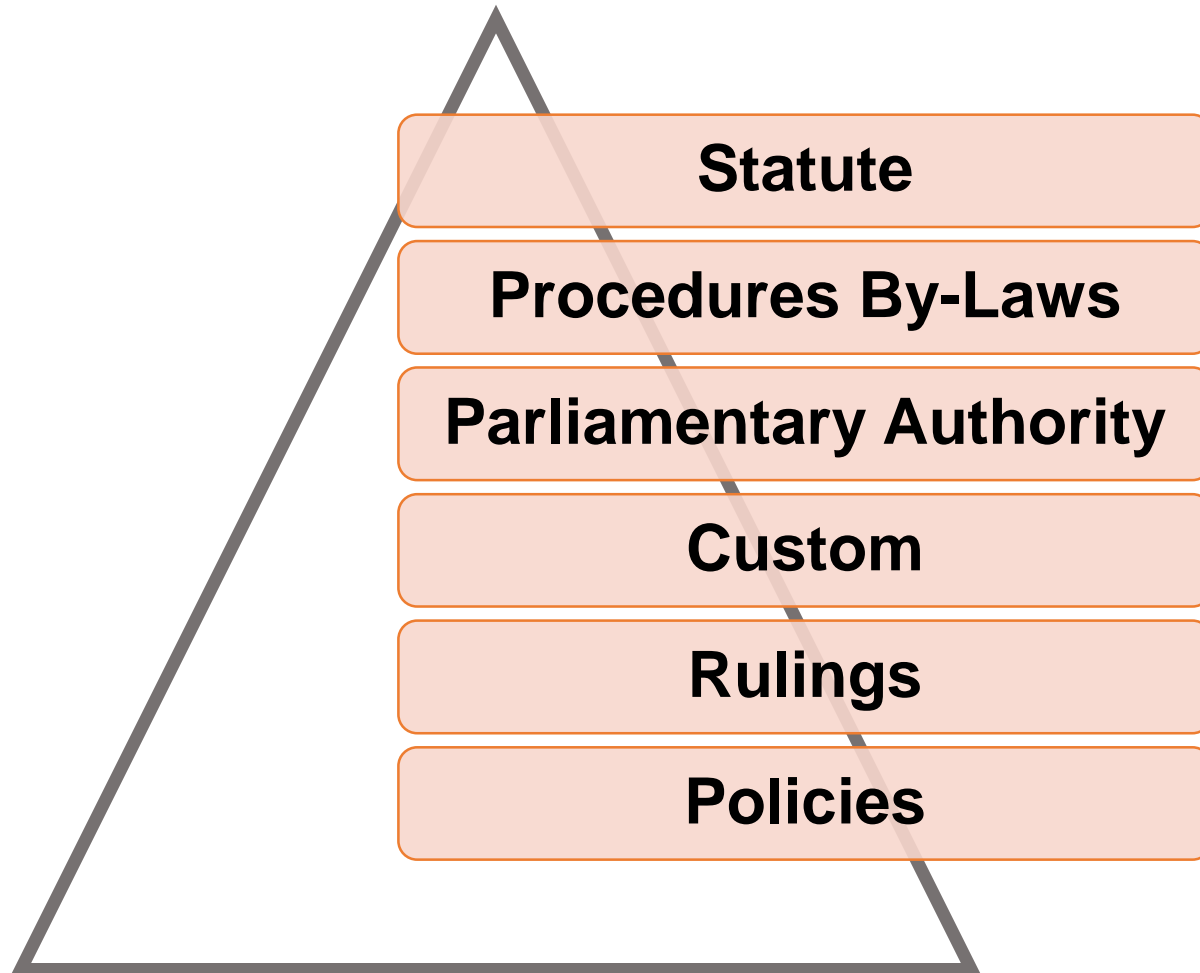 Statute
Procedures By-Laws
Parliamentary Authority
Custom
Rulings
Policies